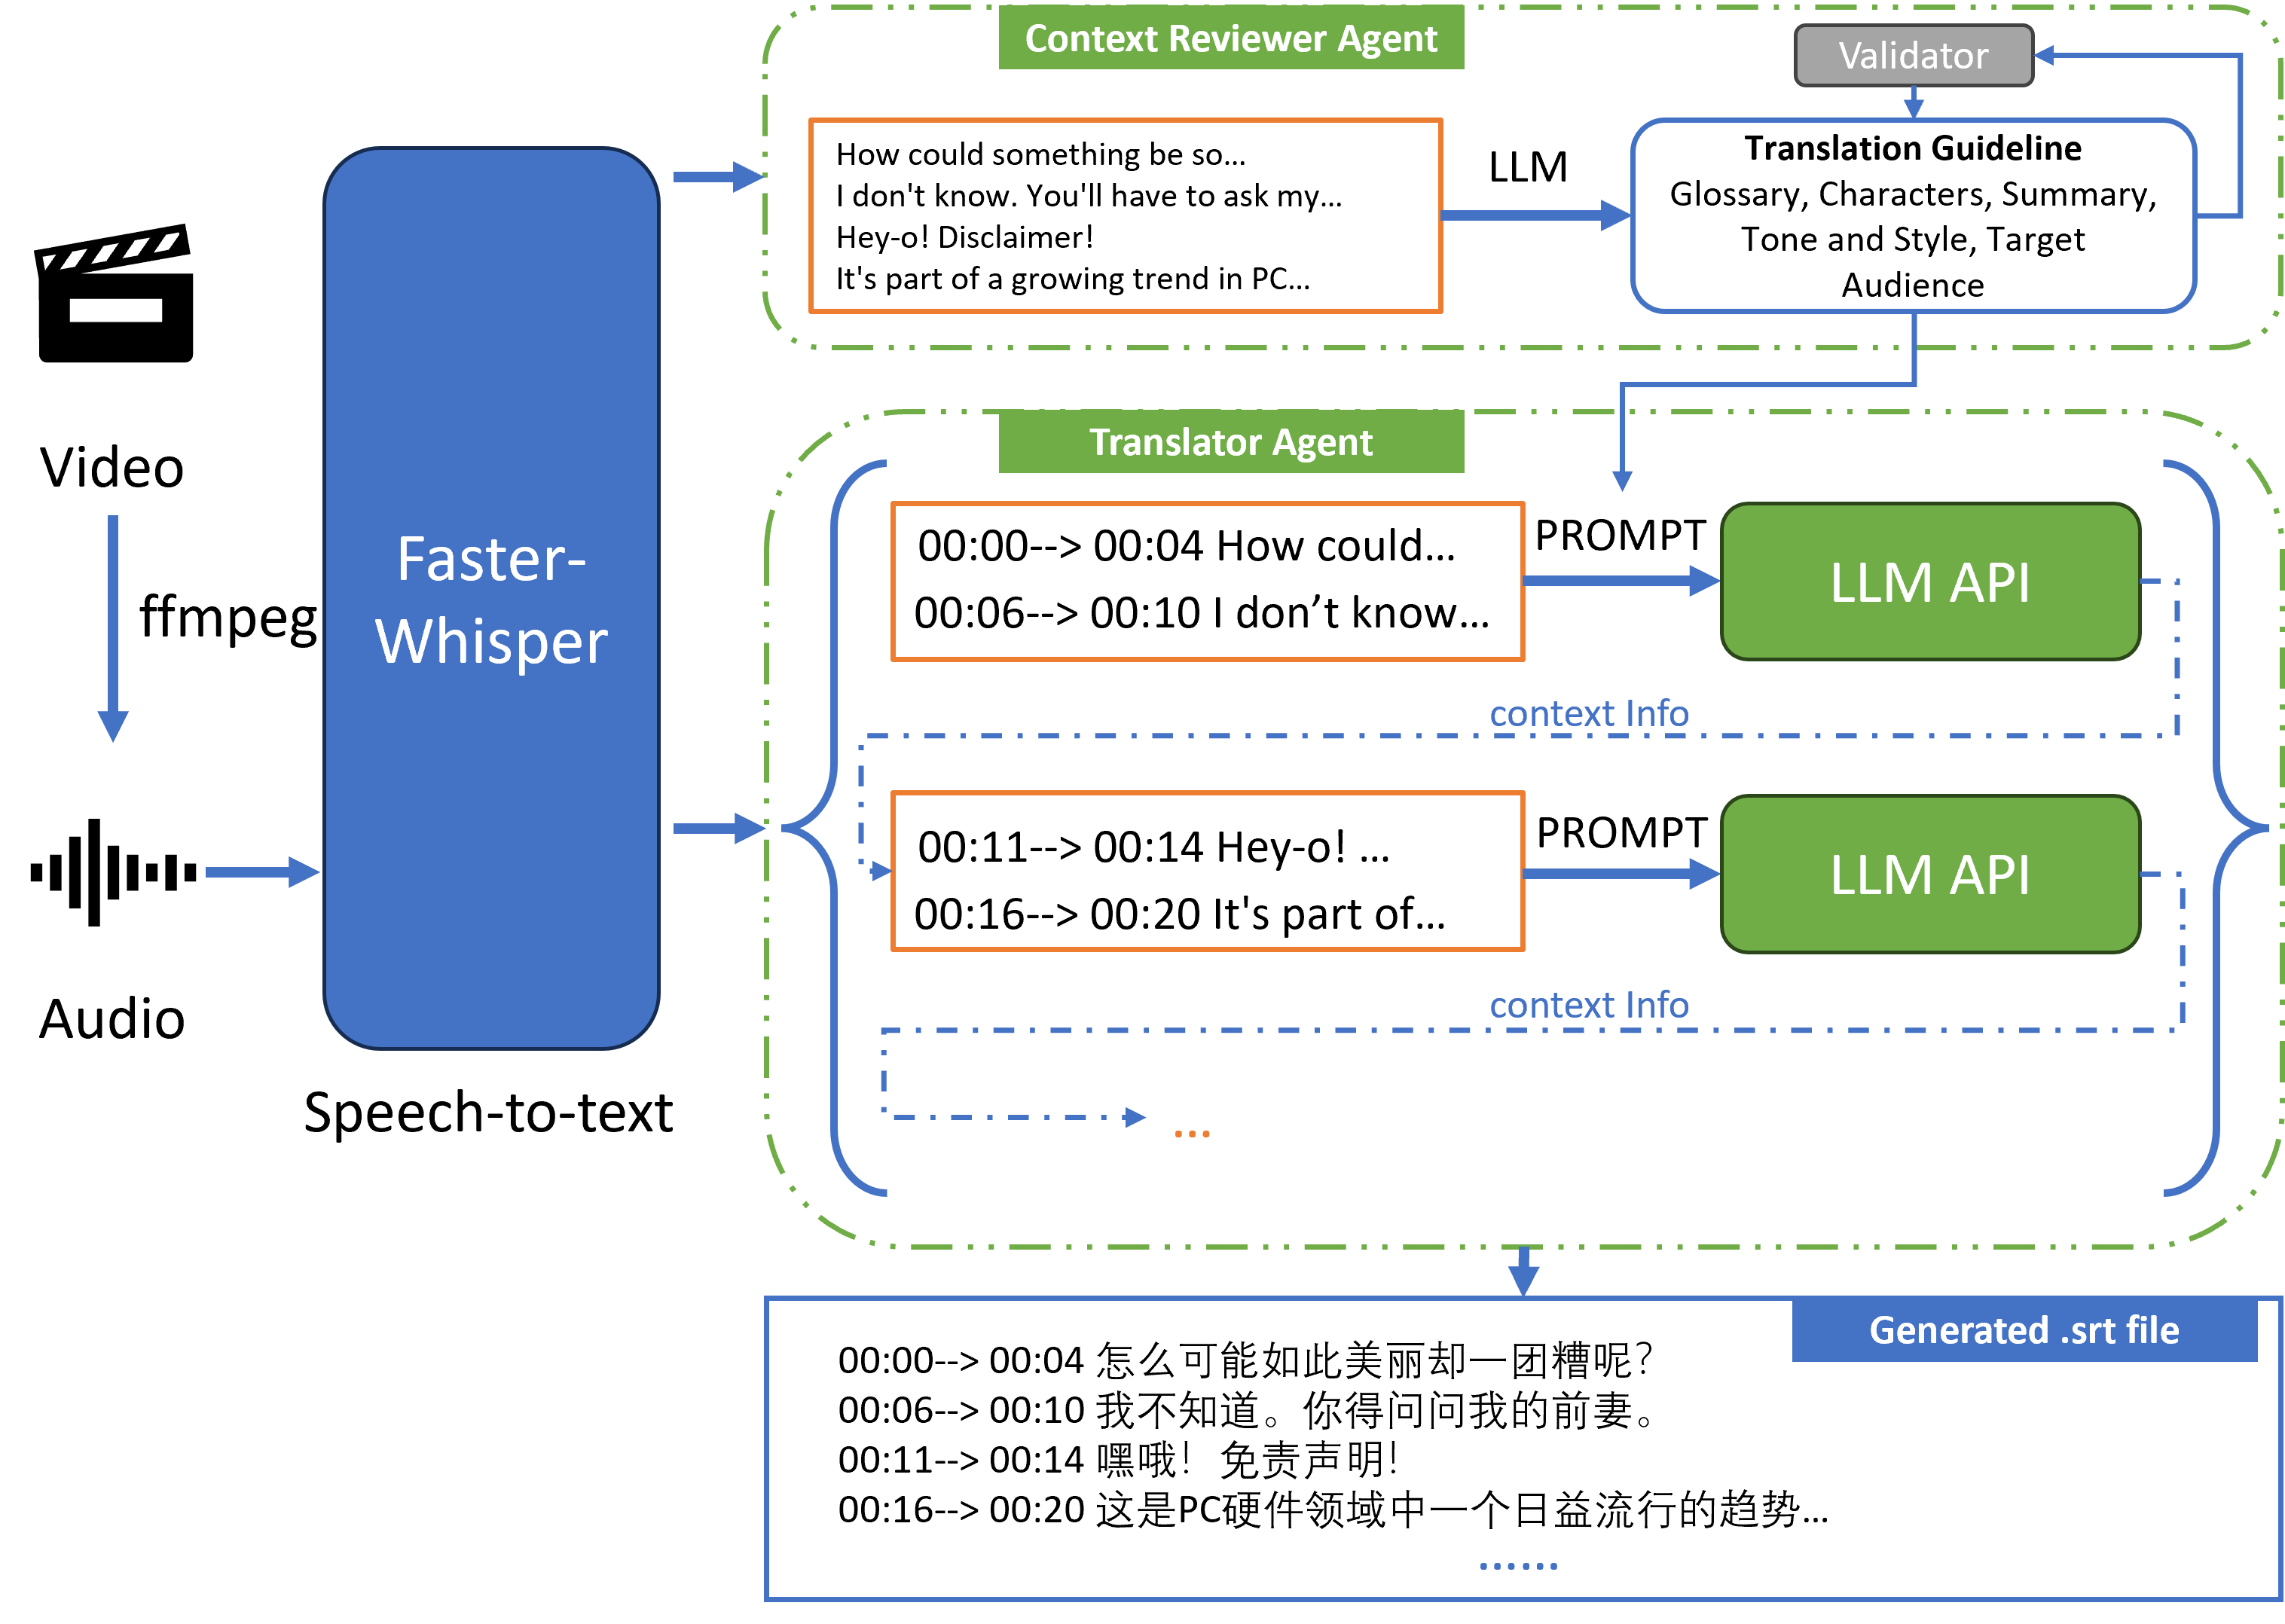 Video
ffmpeg
Audio
Faster-
Whisper
Speech-to-text
Context Reviewer Agent
How could something be so...
I don't know. You'll have to ask my...
Hey-o! Disclaimer!
It's part of a growing trend in PC...
LLM
Validator
Translation Guideline
Glossary, Characters, Summary,
Tone and Style, Target
Audience
Translator Agent
00:00--> 00:04 How could...
00:06--> 00:10 I don’t know...
PROMPT
LLM API
context Info
00:11--> 00:14 Hey-o! ...
00:16--> 00:20 It's part of...
PROMPT
LLM API
context Info
...
Generated .srt file
00:00--> 00:04 怎么可能如此美丽却一团糟呢？
00:06--> 00:10 我不知道。你得问问我的前妻。
00:11--> 00:14 嘿哦！免责声明！
00:16--> 00:20 这是PC硬件领域中一个日益流行的趋势...
......